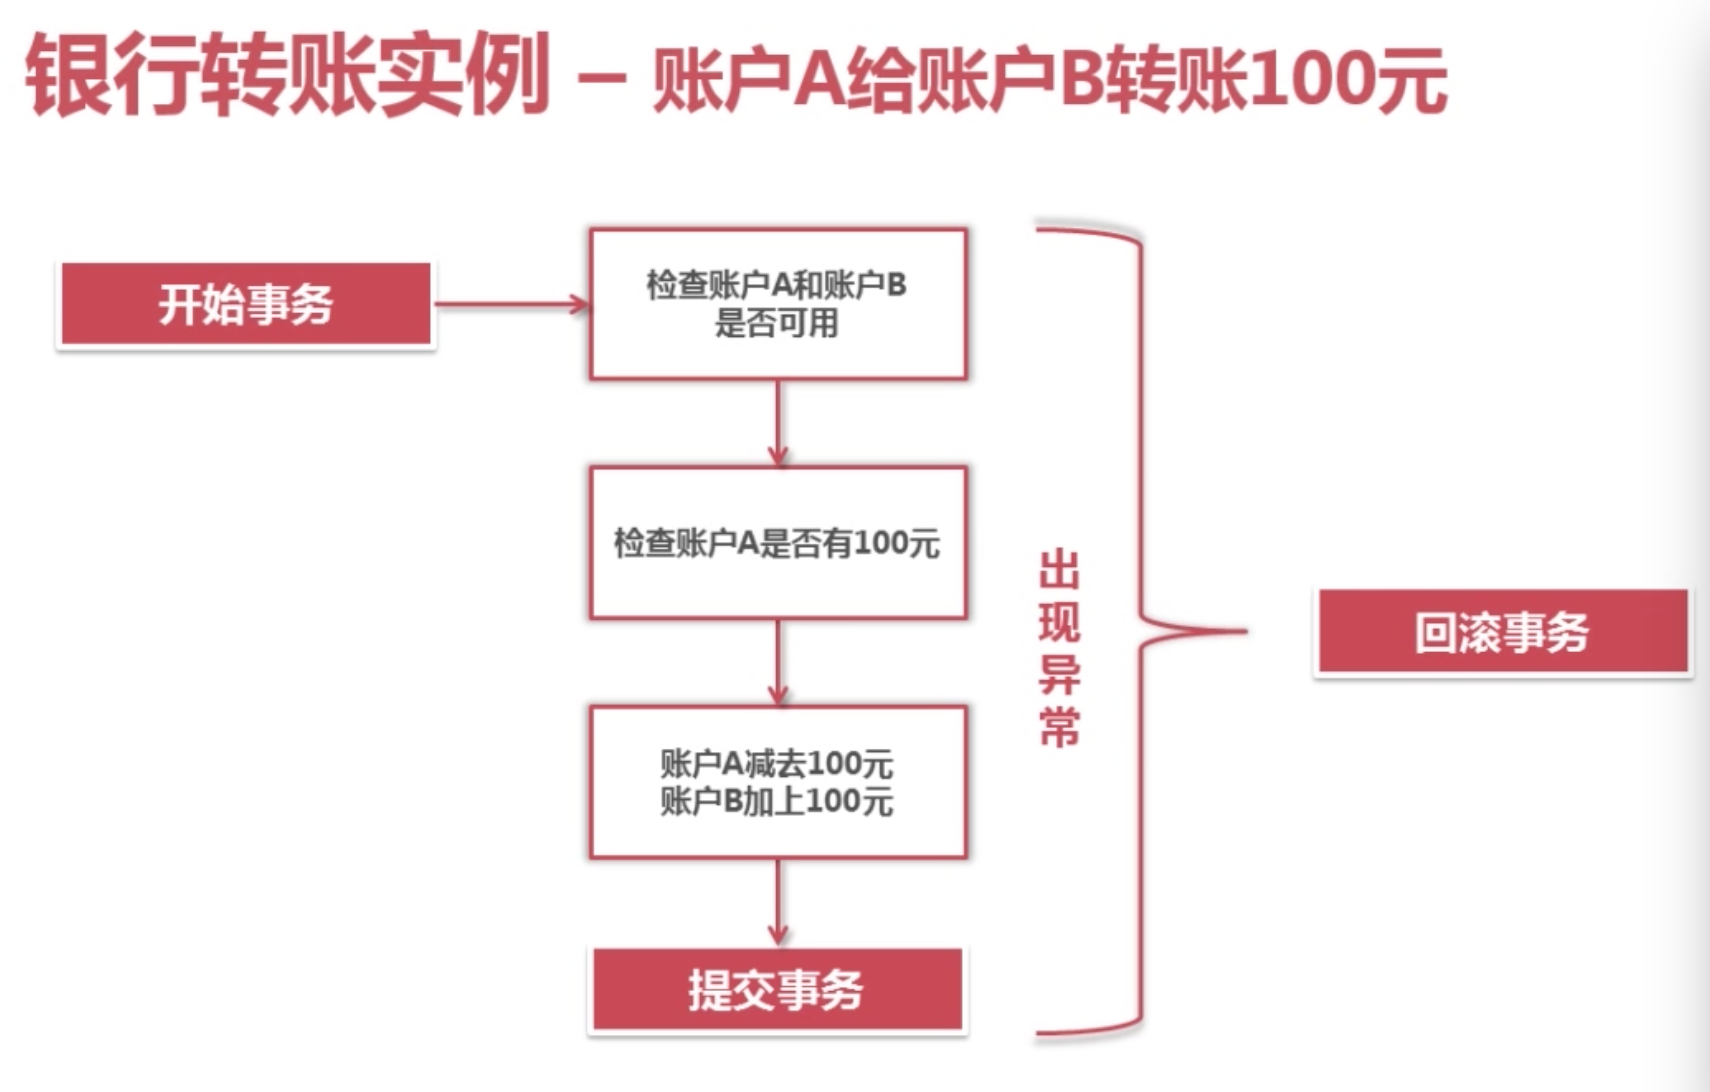 银行转账实例 – 账户A给账户B转账100元
开始事务
检查账户A和账户B
是否可用
检查账户A是否有100元
账户A减去100元
账户B加上100元
提交事务
出现异常
回滚事务